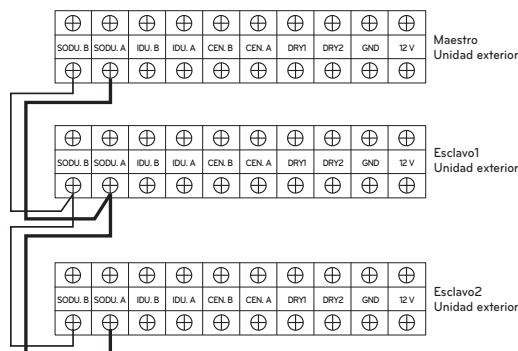 SODU. B SODU. A IDU. B IDU. A CEN. B CEN. A DRY1 DRY2 GND 12 V
Maestro
Unidad exterior
SODU. B SODU. A IDU. B IDU. A CEN. B CEN. A DRY1 DRY2 GND 12 V
Esclavo1
Unidad exterior
SODU. B SODU. A IDU. B IDU. A CEN. B CEN. A DRY1 DRY2 GND 12 V
Esclavo2
Unidad exterior